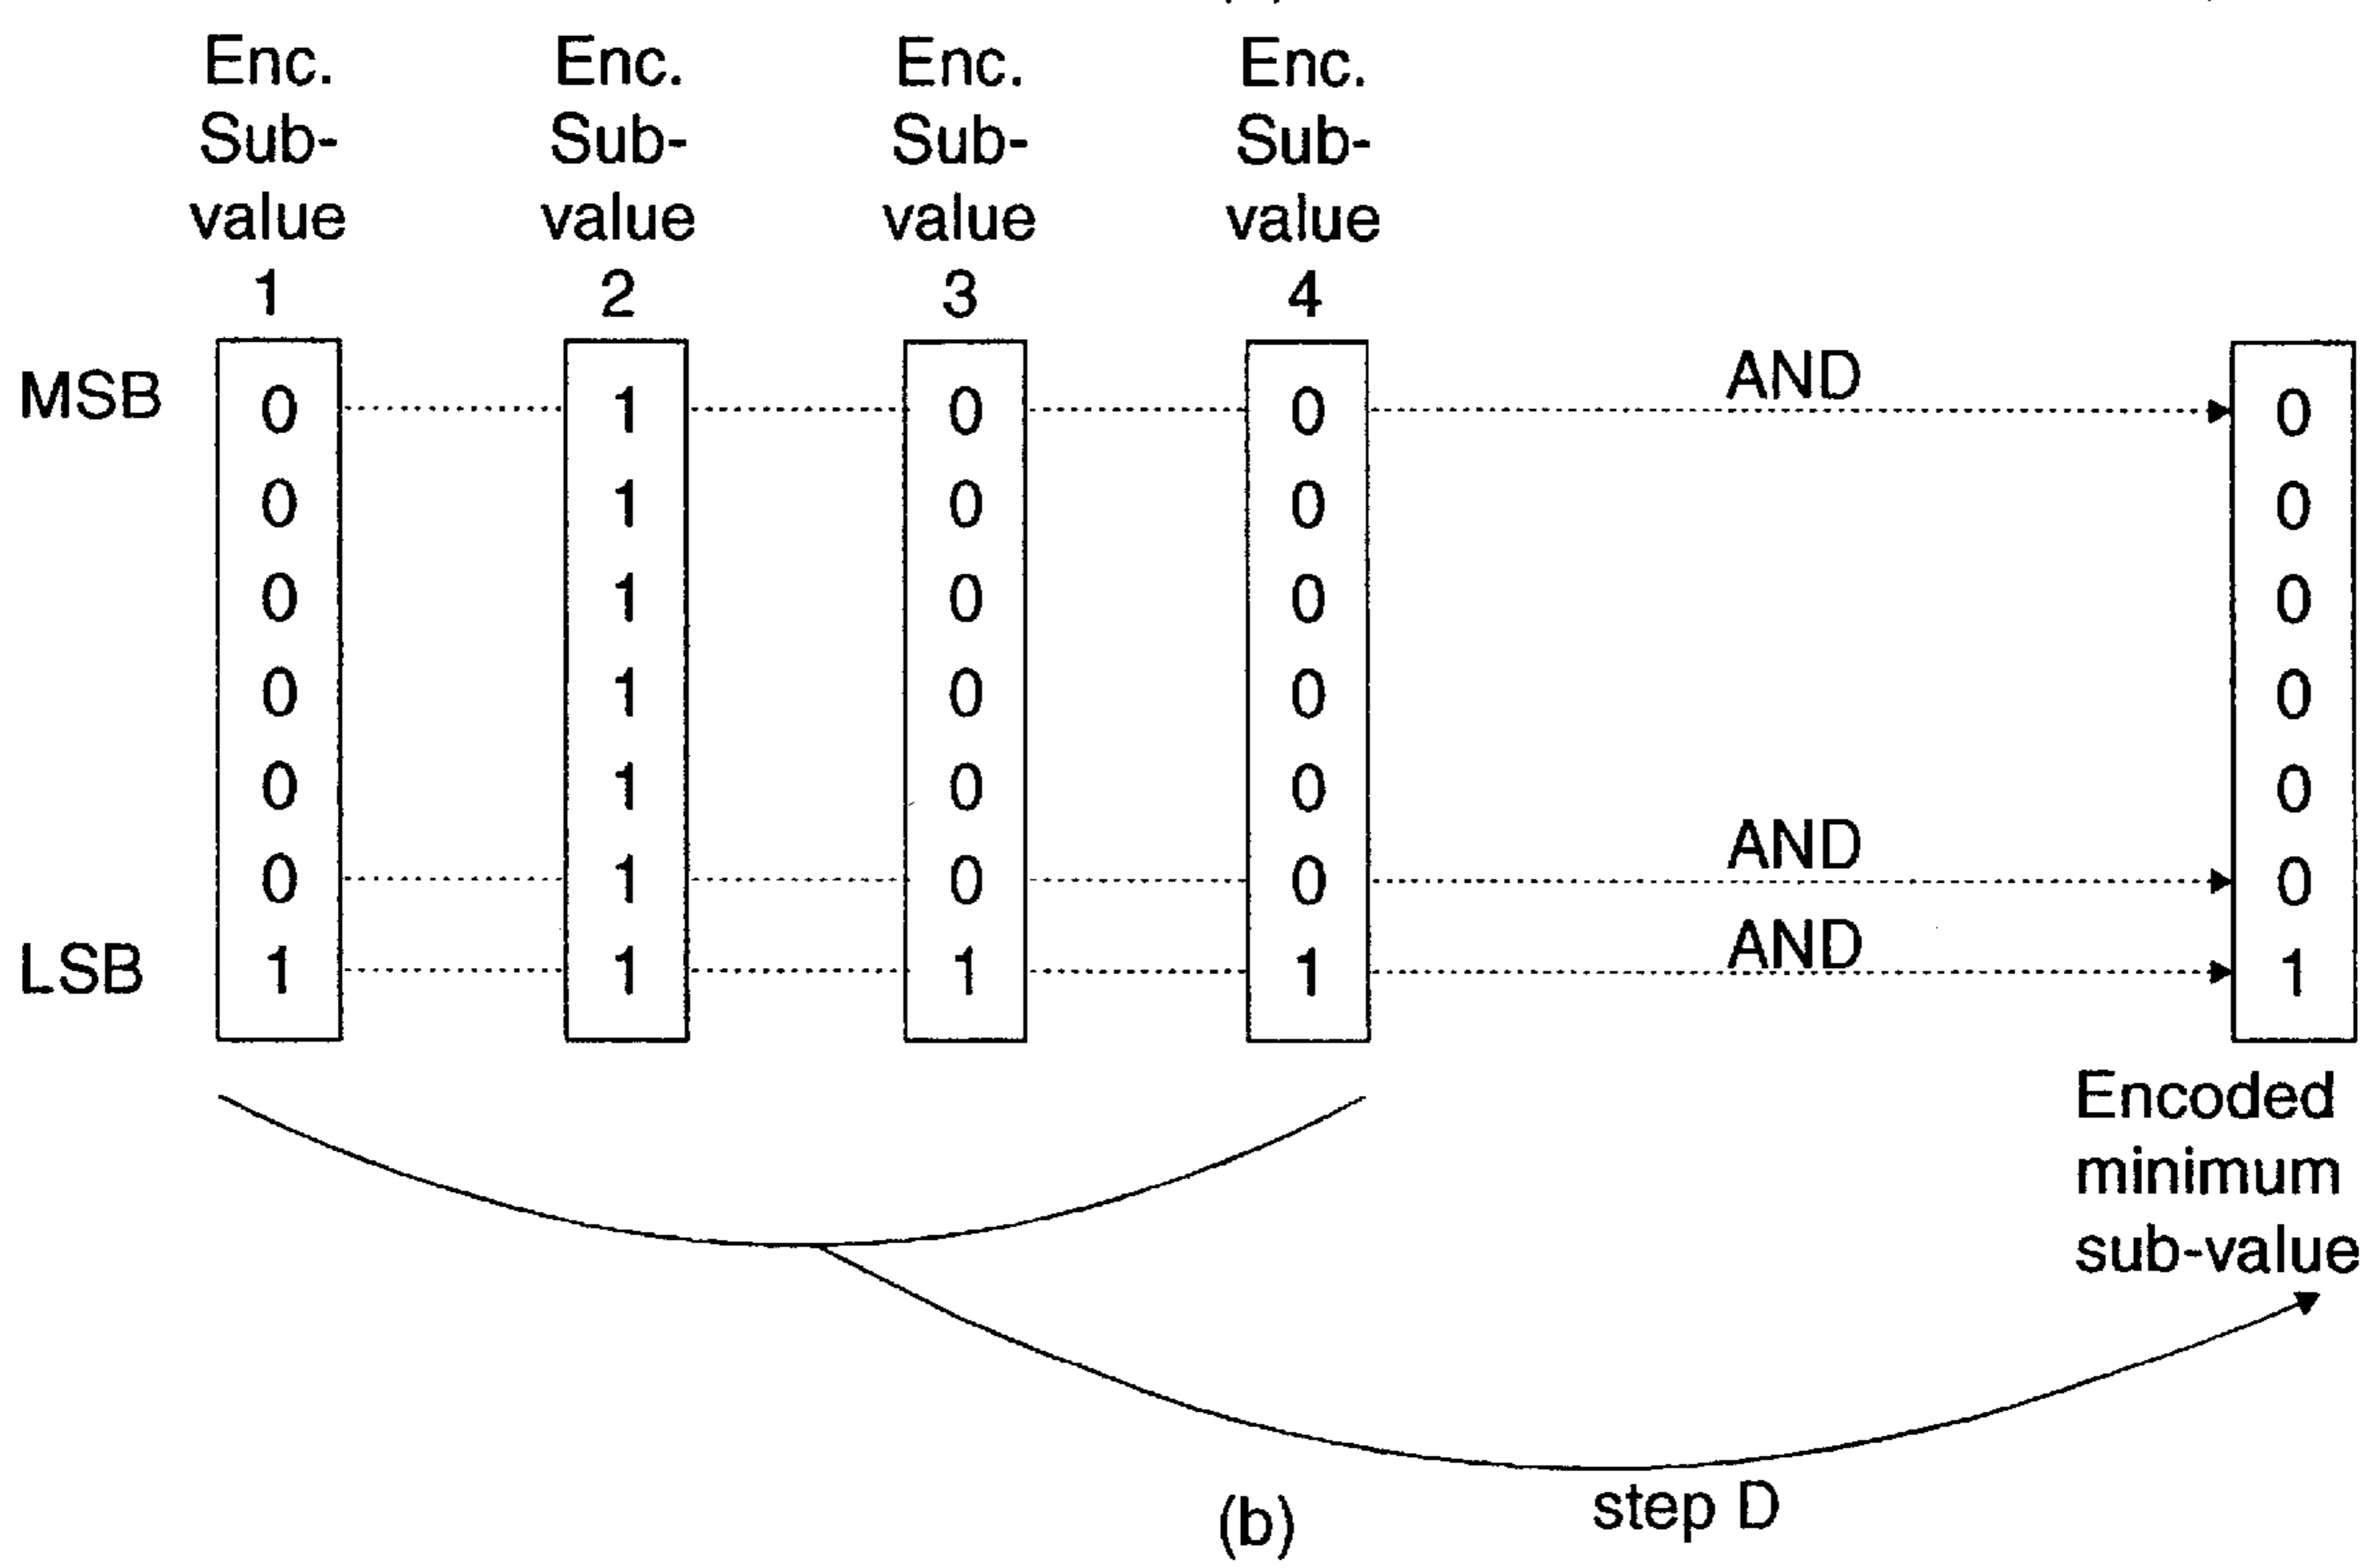 Enc. Enc. Enc. Enc.
Sub- Sub- Sub- Sub-
value value value value
1 2 3 4
MSB 0 1 0 0 AND 0
0 1 0 0 0
0 1 0 0 0
0 1 0 0 0
0 1 0 0 0
0 1 0 0 AND 0
LSB 1 1 1 1 AND 1
Encoded
minimum
sub-value
step D
(b)